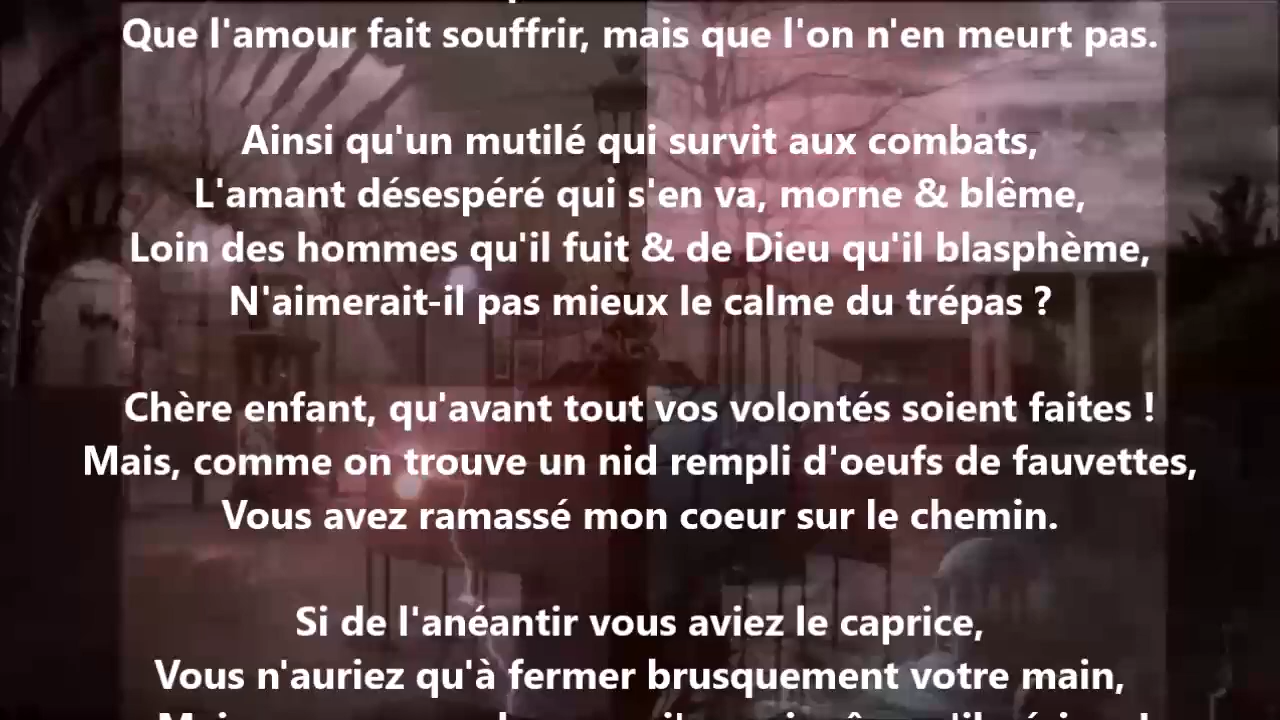 Que l'amour fait souffrir, mais que l'on n'en meurt pas.
Ainsi qu'un mutilé qui survit aux combats,
L'amant désespéré qui s'en va, morne & blême,
Loin des hommes qu'il fuit & de Dieu qu'il blasphème,
N'aimerait-il pas mieux le calme du trépas ?
Chère enfant, qu'avant tout vos volontés soient faites !
Mais, comme on trouve un nid rempli d'oeufs de fauvettes,
Vous avez ramassé mon coeur sur le chemin.
Si de l'anéantir vous aviez le caprice,
Vous n'auriez qu'à fermer brusquement votre main,